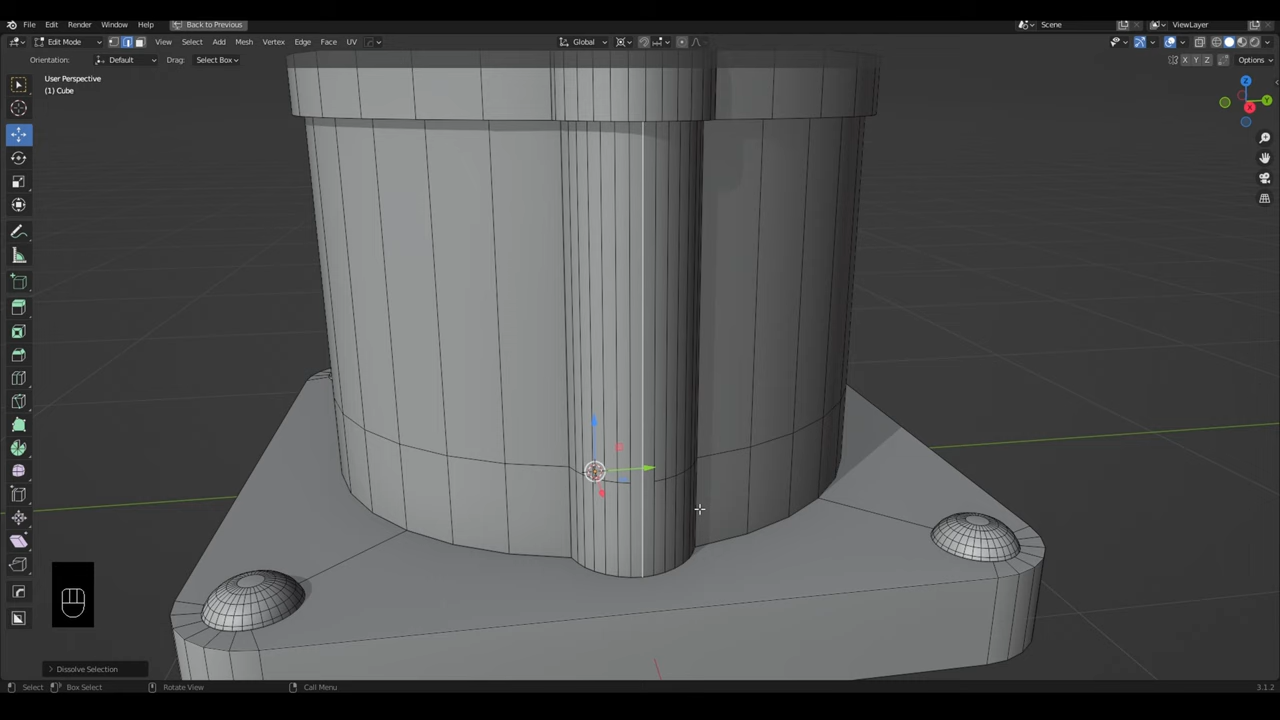 File Edit Render Window Help Back to Previous Scene ViewLayer
Edit Mode View Select Add Mesh Vertex Edge Face UV Global
Orientation: Default Drag: Select Box X Y Z Options
User Perspective
(1) Cube
Z
Y
X
Dissolve Selection
Select Box Select Rotate View Call Menu 3.1.2